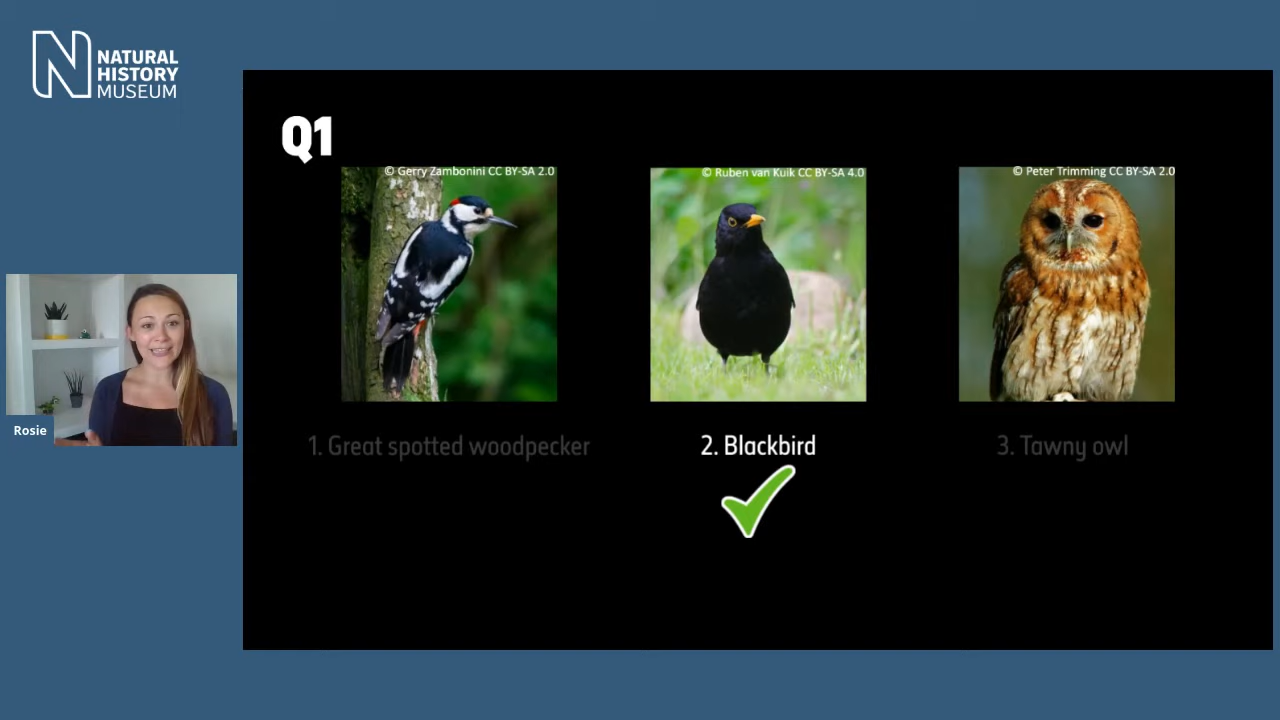 NATURAL
HISTORY
MUSEUM
Q1
© Gerry Zambonini CC BY-SA 2.0
© Ruben van Kuik CC BY-SA 4.0
© Peter Trimming CC BY-SA 2.0
Rosie
1. Great spotted woodpecker
2. Blackbird
3. Tawny owl